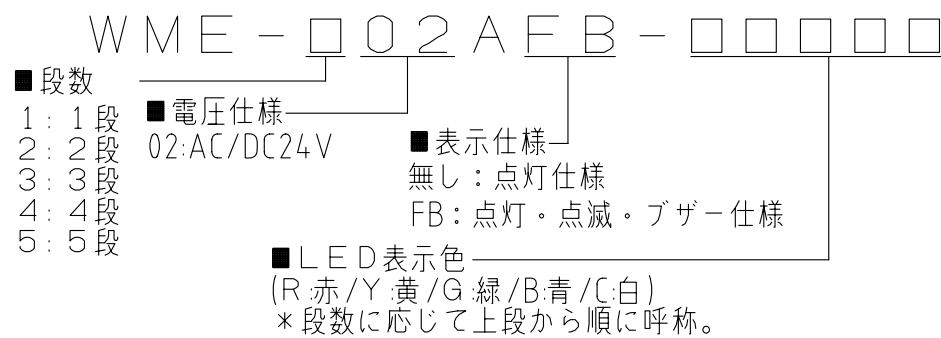 WME-□02AFB-□□□□□
■段数
1：1段
2：2段
3：3段
4：4段
5：5段
■電圧仕様
02:AC/DC24V
■表示仕様
無し：点灯仕様
FB：点灯・点滅・ブザー仕様
■LED表示色
(R:赤/Y:黄/G:緑/B:青/C:白)
＊段数に応じて上段から順に呼称。